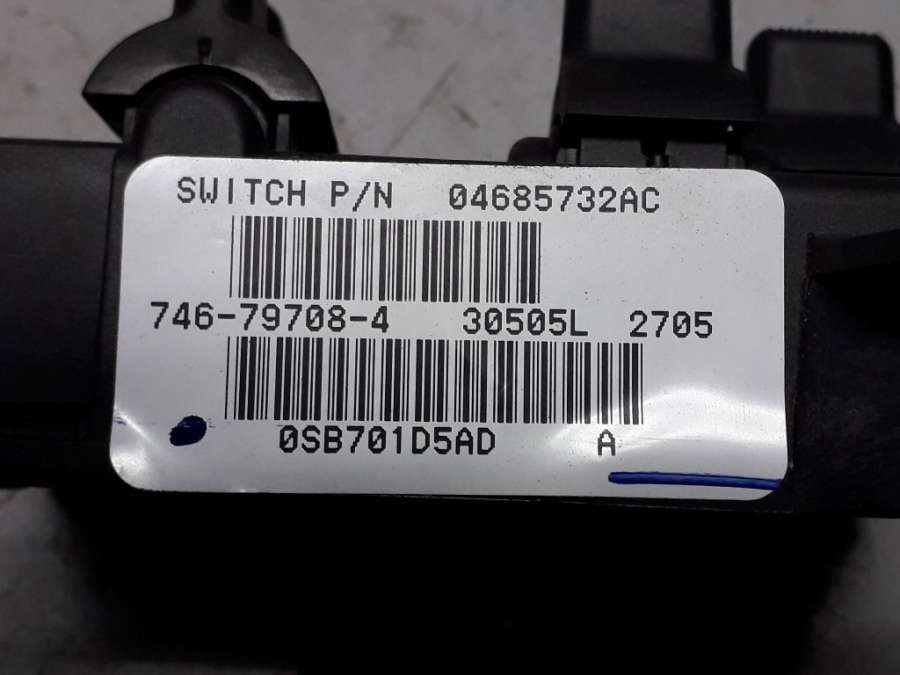 SWITCH P/N 04685732AC
746-79708-4 30505L 2705
0SB701D5AD A